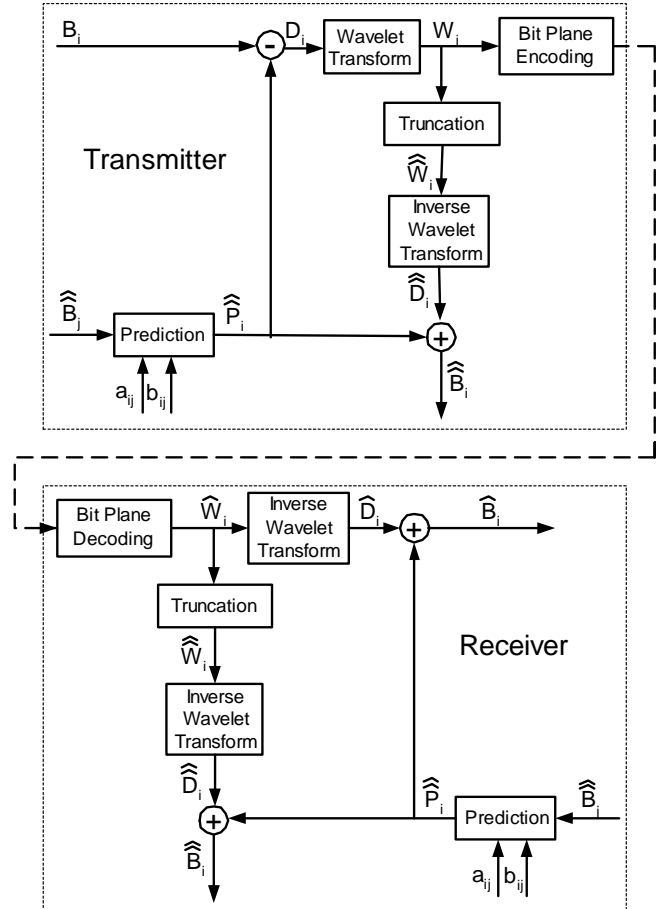 B_i
D_i
Wavelet
Transform
W_i
Bit Plane
Encoding
Truncation
Transmitter
Ŵ̂_i
Inverse
Wavelet
Transform
D̂̂_i
B̂̂_j
Prediction
P̂̂_i
a_ij
b_ij
B̂̂_i
Bit Plane
Decoding
Ŵ_i
Inverse
Wavelet
Transform
D̂_i
B̂_i
Truncation
Receiver
Ŵ̂_i
Inverse
Wavelet
Transform
D̂̂_i
P̂̂_i
Prediction
B̂̂_j
B̂̂_i
a_ij
b_ij